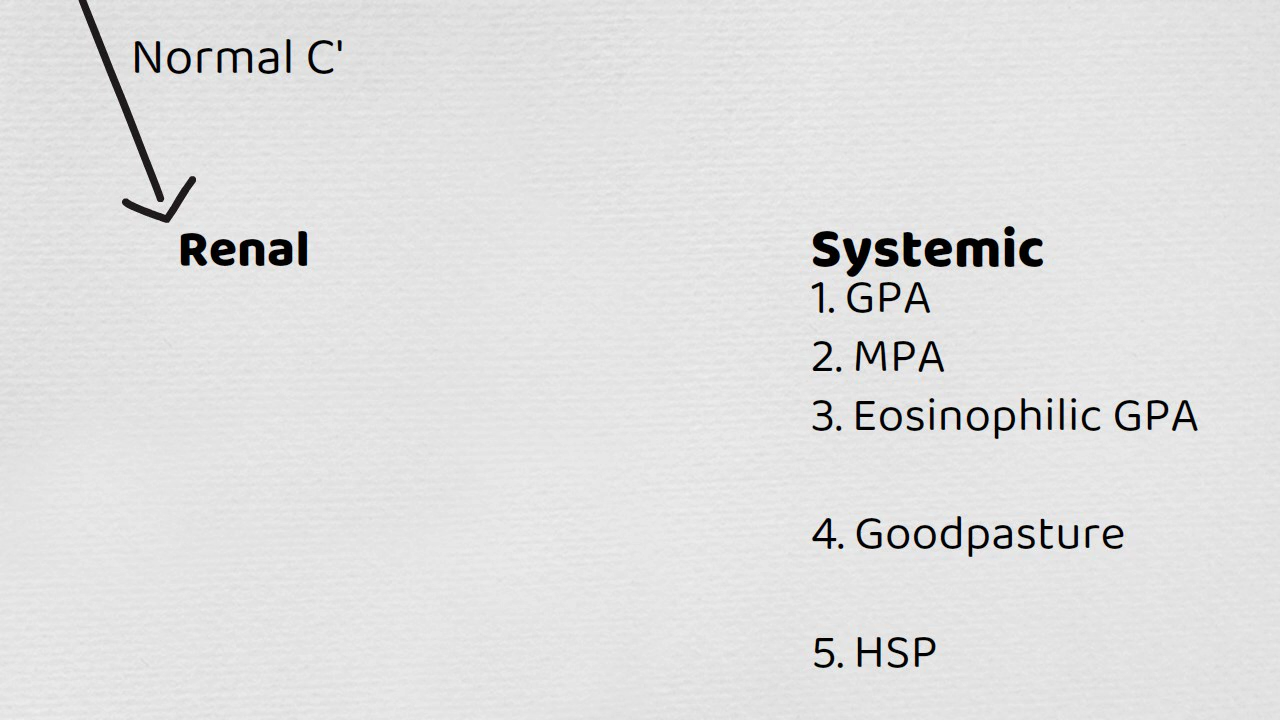 Normal C'
Renal
Systemic
1. GPA
2. MPA
3. Eosinophilic GPA
4. Goodpasture
5. HSP